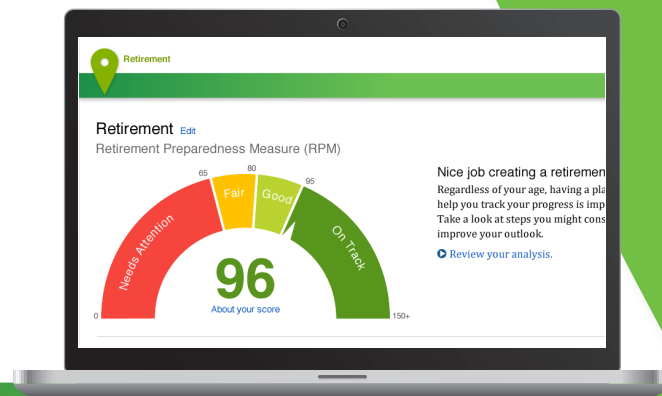 Retirement
Retirement Edit
Retirement Preparedness Measure (RPM)
65
80
95
Needs Attention
Fair
Good
On Track
96
About your score
0
150+
Nice job creating a retiremen
Regardless of your age, having a pla
help you track your progress is imp
Take a look at steps you might cons
improve your outlook.
Review your analysis.